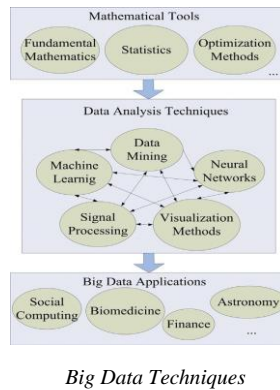 Mathematical Tools
Fundamental
Mathematics
Statistics
Optimization
Methods
...
Data Analysis Techniques
Data
Mining
Machine
Learnig
Neural
Networks
Signal
Processing
Visualization
Methods
Big Data Applications
Social
Computing
Biomedicine
Finance
Astronomy
...
Big Data Techniques